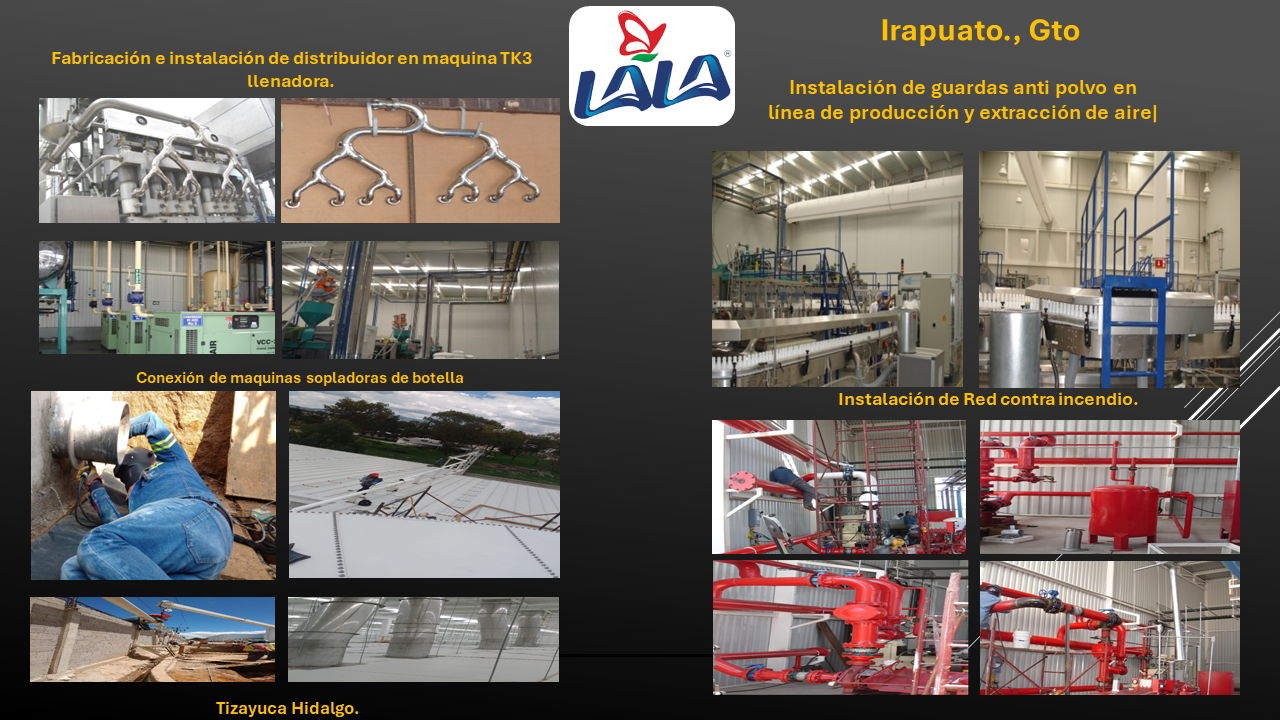 Fabricación e instalación de distribuidor en maquina TK3
llenadora.
LALA
®
Irapuato., Gto
Instalación de guardas anti polvo en
línea de producción y extracción de aire|
Conexión de maquinas sopladoras de botella
Instalación de Red contra incendio.
Tizayuca Hidalgo.